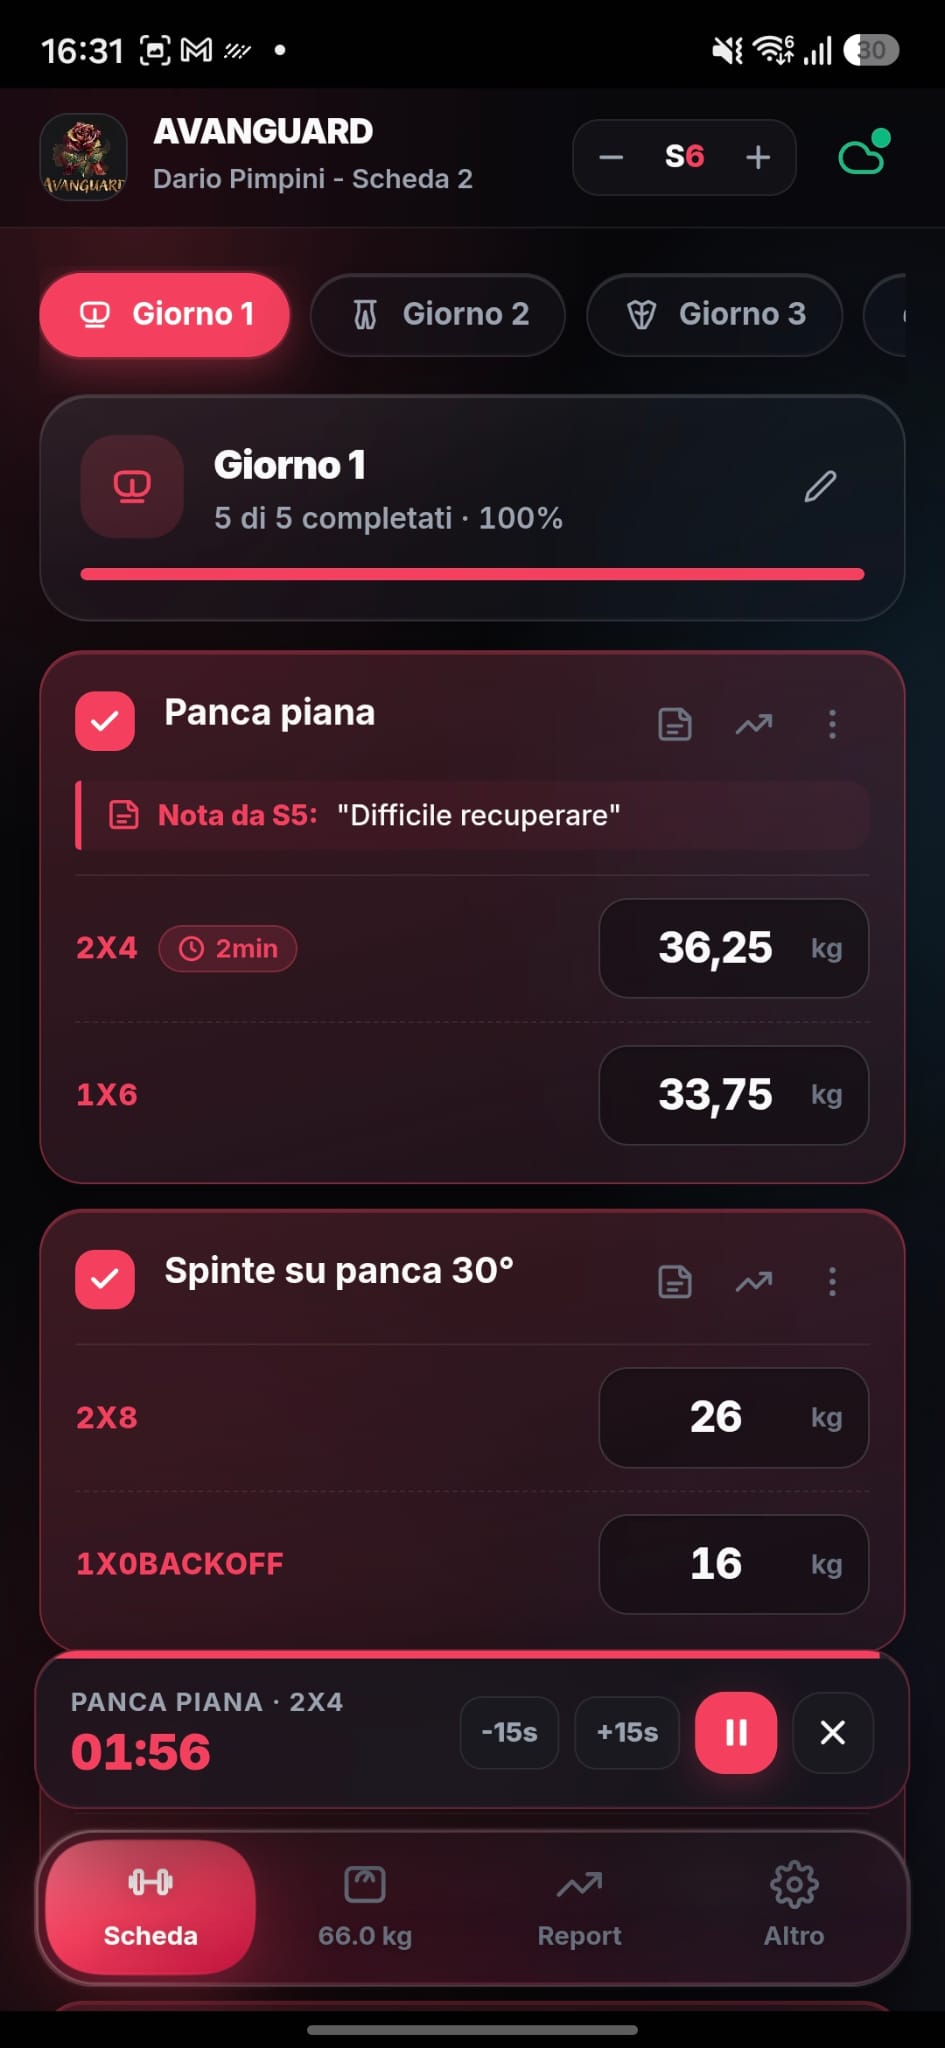 16:31
6
30
AVANGUARD
AVANGUARD
Dario Pimpini - Scheda 2
− S6 +
Giorno 1
Giorno 2
Giorno 3
Giorno 1
5 di 5 completati · 100%
Panca piana
Nota da S5: "Difficile recuperare"
2X4 2min 36,25 kg
1X6 33,75 kg
Spinte su panca 30°
2X8 26 kg
1X0BACKOFF 16 kg
PANCA PIANA · 2X4
01:56
-15s
+15s
Scheda
66.0 kg
Report
Altro